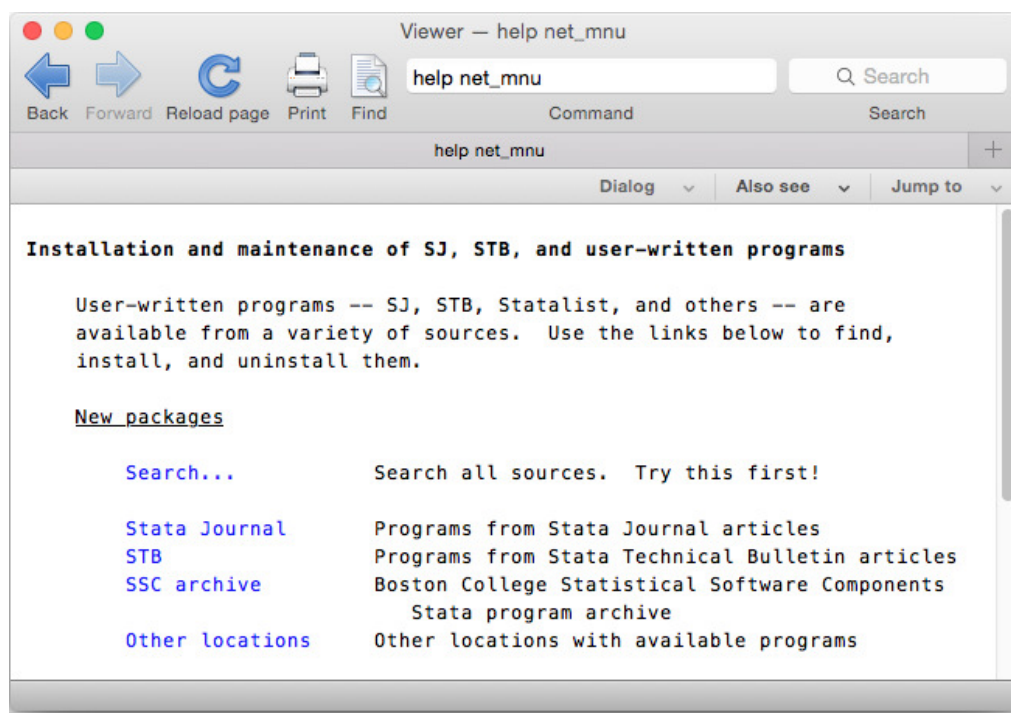 Viewer — help net_mnu
help net_mnu
Search
Back Forward Reload page Print Find Command Search
help net_mnu
Dialog Also see Jump to
Installation and maintenance of SJ, STB, and user-written programs
User-written programs -- SJ, STB, Statalist, and others -- are
available from a variety of sources.  Use the links below to find,
install, and uninstall them.
New packages
Search... Search all sources.  Try this first!
Stata Journal Programs from Stata Journal articles
STB Programs from Stata Technical Bulletin articles
SSC archive Boston College Statistical Software Components
Stata program archive
Other locations Other locations with available programs